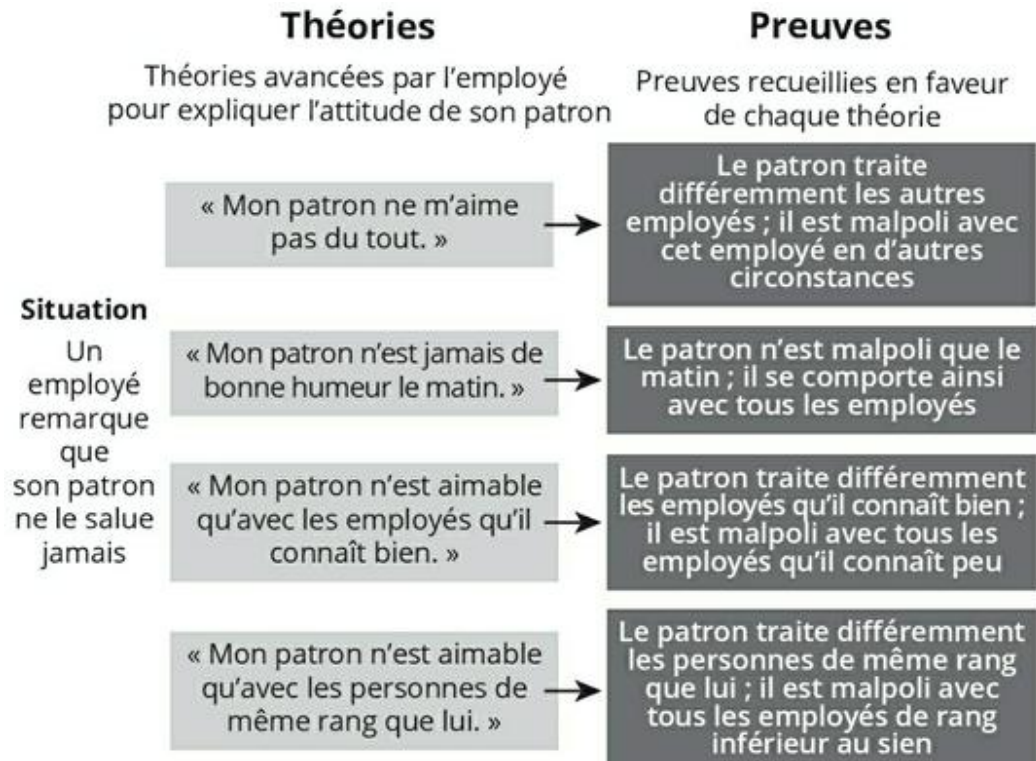 Théories
Théories avancées par l'employé
pour expliquer l'attitude de son patron
Preuves
Preuves recueillies en faveur
de chaque théorie
Situation
Un
employé
remarque
que
son patron
ne le salue
jamais
« Mon patron ne m'aime
pas du tout. »
Le patron traite
différemment les autres
employés ; il est malpoli avec
cet employé en d'autres
circonstances
« Mon patron n'est jamais de
bonne humeur le matin. »
Le patron n'est malpoli que le
matin ; il se comporte ainsi
avec tous les employés
« Mon patron n'est aimable
qu'avec les employés qu'il
connaît bien. »
Le patron traite différemment
les employés qu'il connaît bien ;
il est malpoli avec tous les
employés qu'il connaît peu
« Mon patron n'est aimable
qu'avec les personnes de
même rang que lui. »
Le patron traite différemment
les personnes de même rang
que lui ; il est malpoli avec
tous les employés de rang
inférieur au sien